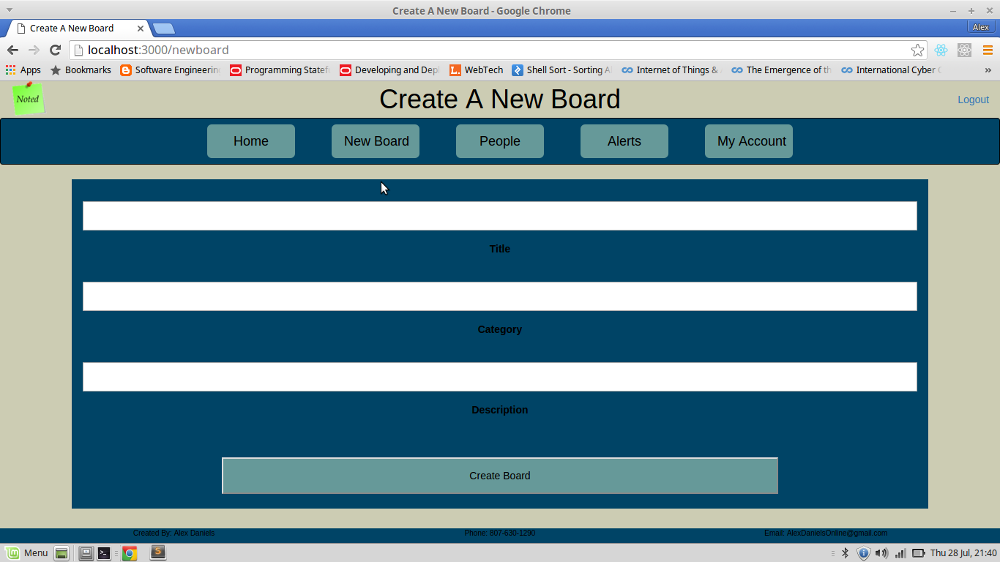 Create A New Board - Google Chrome
Create A New Board
Alex
localhost:3000/newboard
Apps Bookmarks Software Engineerin Programming Statef Developing and Depl WebTech Shell Sort - Sorting A Internet of Things & The Emergence of th International Cyber
Noted
Create A New Board
Logout
Home New Board People Alerts My Account
Title
Category
Description
Create Board
Created By: Alex Daniels Phone: 807-630-1290 Email: AlexDanielsOnline@gmail.com
Menu Thu 28 Jul, 21:40